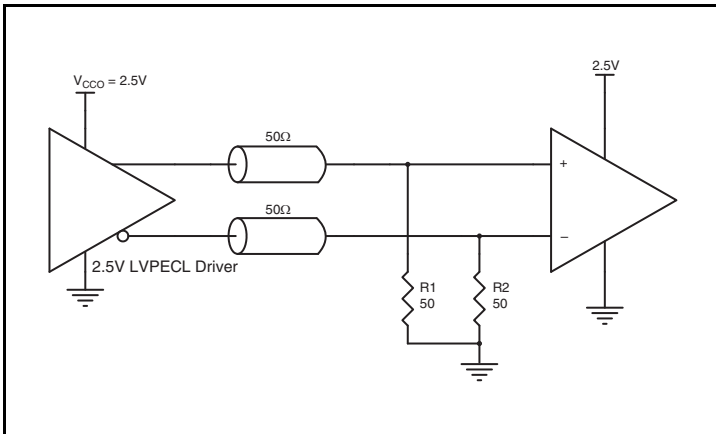 V_CCO = 2.5V
2.5V
50Ω
+
50Ω
–
2.5V LVPECL Driver
R1
50
R2
50